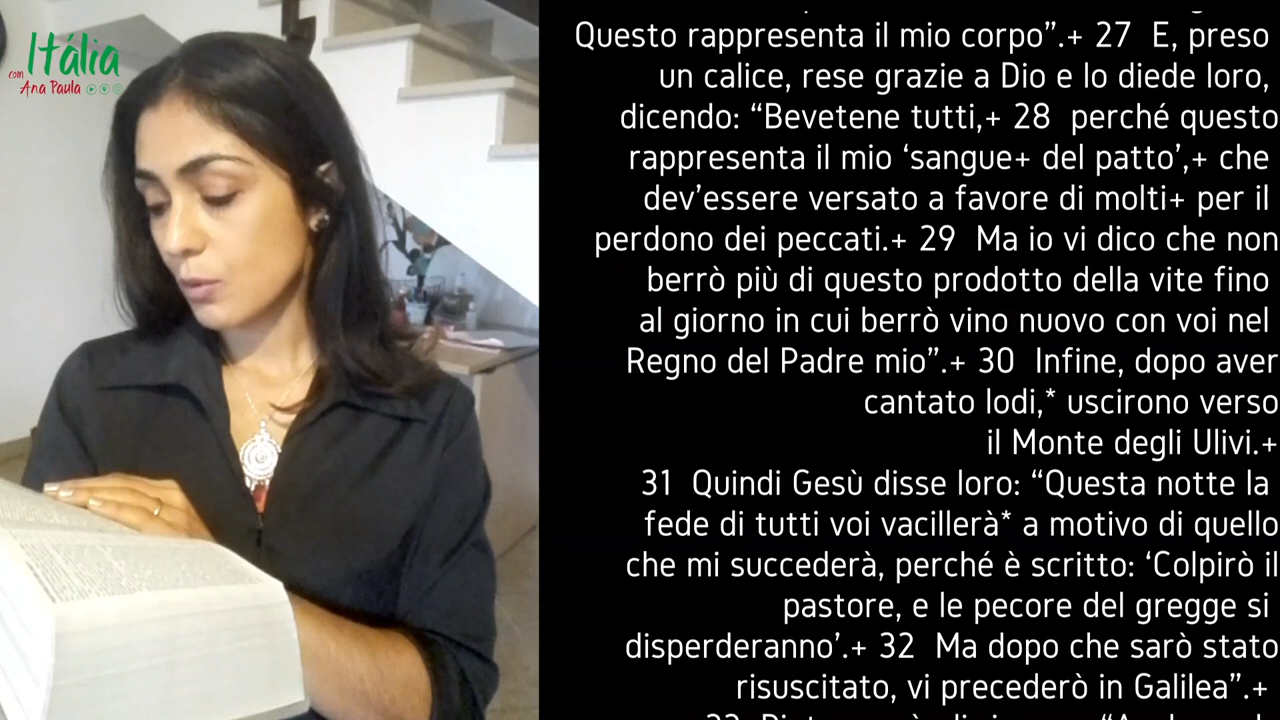 Itália
com
Ana Paula
Questo rappresenta il mio corpo”.+ 27 E, preso
un calice, rese grazie a Dio e lo diede loro,
dicendo: “Bevetene tutti,+ 28 perché questo
rappresenta il mio ‘sangue+ del patto’,+ che
dev’essere versato a favore di molti+ per il
perdono dei peccati.+ 29 Ma io vi dico che non
berrò più di questo prodotto della vite fino
al giorno in cui berrò vino nuovo con voi nel
Regno del Padre mio”.+ 30 Infine, dopo aver
cantato lodi,* uscirono verso
il Monte degli Ulivi.+
31 Quindi Gesù disse loro: “Questa notte la
fede di tutti voi vacillerà* a motivo di quello
che mi succederà, perché è scritto: ‘Colpirò il
pastore, e le pecore del gregge si
disperderanno’.+ 32 Ma dopo che sarò stato
risuscitato, vi precederò in Galilea”.+